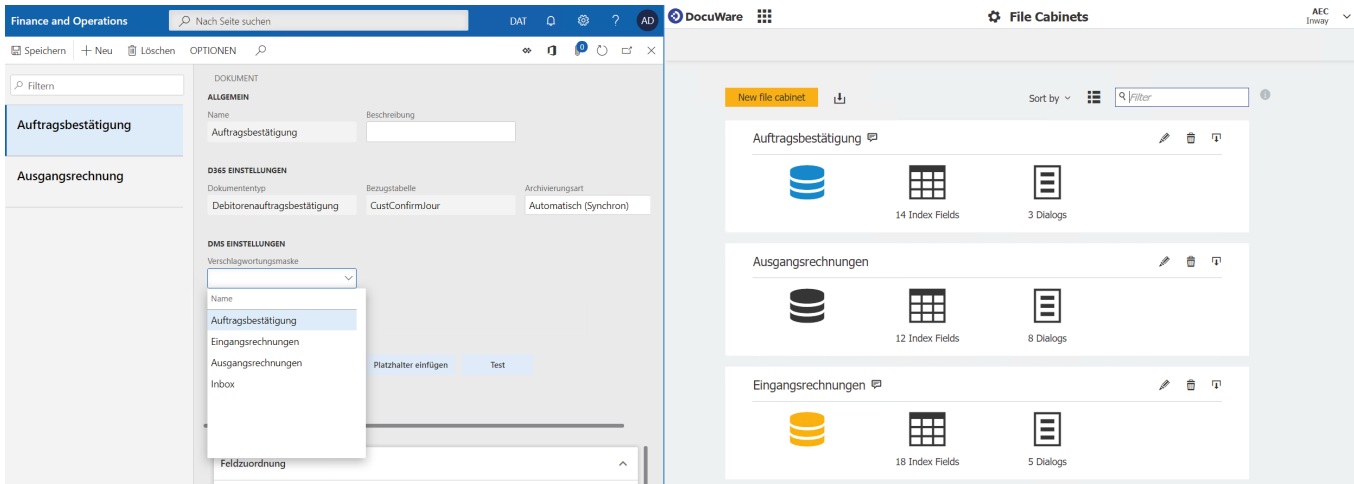 Finance and Operations
Nach Seite suchen
DAT
?
AD
Speichern
Neu
Löschen
OPTIONEN
0
Filtern
Auftragsbestätigung
Ausgangsrechnung
DOKUMENT
ALLGEMEIN
Name Beschreibung
Auftragsbestätigung
D365 EINSTELLUNGEN
Dokumententyp Bezugstabelle Archivierungsart
Debitorenauftragsbestätigung CustConfirmJour Automatisch (Synchron)
DMS EINSTELLUNGEN
Verschlagwortungsmaske
Name
Auftragsbestätigung
Eingangsrechnungen
Ausgangsrechnungen
Inbox
Platzhalter einfügen Test
Feldzuordnung
DocuWare
File Cabinets
AEC
Inway
New file cabinet
Sort by
Filter
Auftragsbestätigung
14 Index Fields 3 Dialogs
Ausgangsrechnungen
12 Index Fields 8 Dialogs
Eingangsrechnungen
18 Index Fields 5 Dialogs